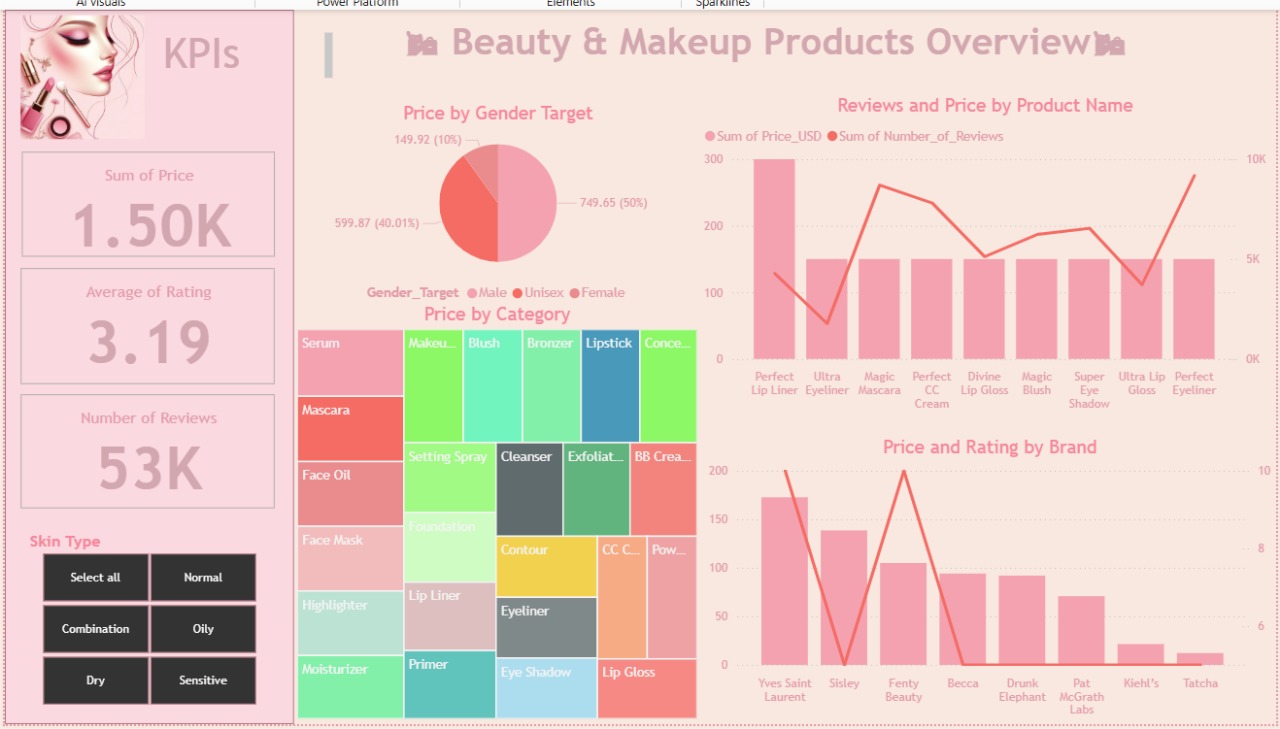 AI visuals
Power Platform
Elements
Sparklines
KPIs
Beauty & Makeup Products Overview
Sum of Price
1.50K
Average of Rating
3.19
Number of Reviews
53K
Skin Type
Select all
Normal
Combination
Oily
Dry
Sensitive
Price by Gender Target
149.92 (10%)
749.65 (50%)
599.87 (40.01%)
Gender_Target Male Unisex Female
Price by Category
Serum
Mascara
Face Oil
Face Mask
Highlighter
Moisturizer
Makeu...
Blush
Bronzer
Lipstick
Conce...
Setting Spray
Foundation
Lip Liner
Primer
Cleanser
Exfoliat...
BB Crea...
Contour
Eyeliner
Eye Shadow
CC C...
Pow...
Lip Gloss
Reviews and Price by Product Name
Sum of Price_USD Sum of Number_of_Reviews
300
200
100
0
10K
5K
0K
Perfect
Lip Liner
Ultra
Eyeliner
Magic
Mascara
Perfect
CC
Cream
Divine
Lip Gloss
Magic
Blush
Super
Eye
Shadow
Ultra Lip
Gloss
Perfect
Eyeliner
Price and Rating by Brand
200
150
100
50
0
10
8
6
Yves Saint
Laurent
Sisley
Fenty
Beauty
Becca
Drunk
Elephant
Pat
McGrath
Labs
Kiehl's
Tatcha